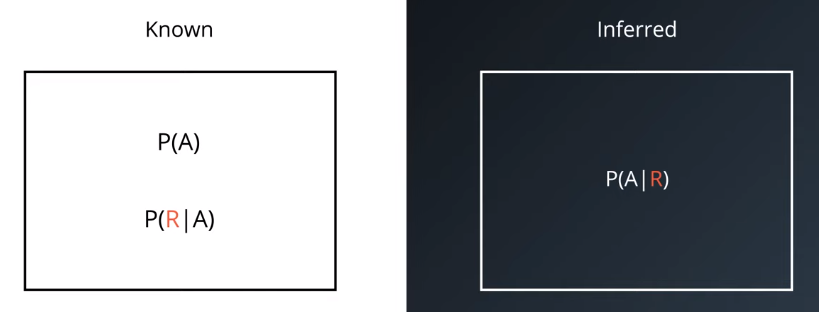 Known
P(A)
P(R|A)
Inferred
P(A|R)